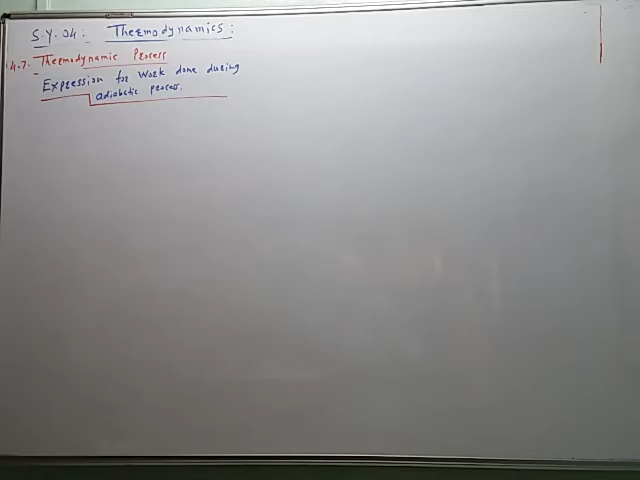 S.Y. 04: Thermodynamics:
4.7. Thermodynamic Process
Expression for work done during
adiabatic process.